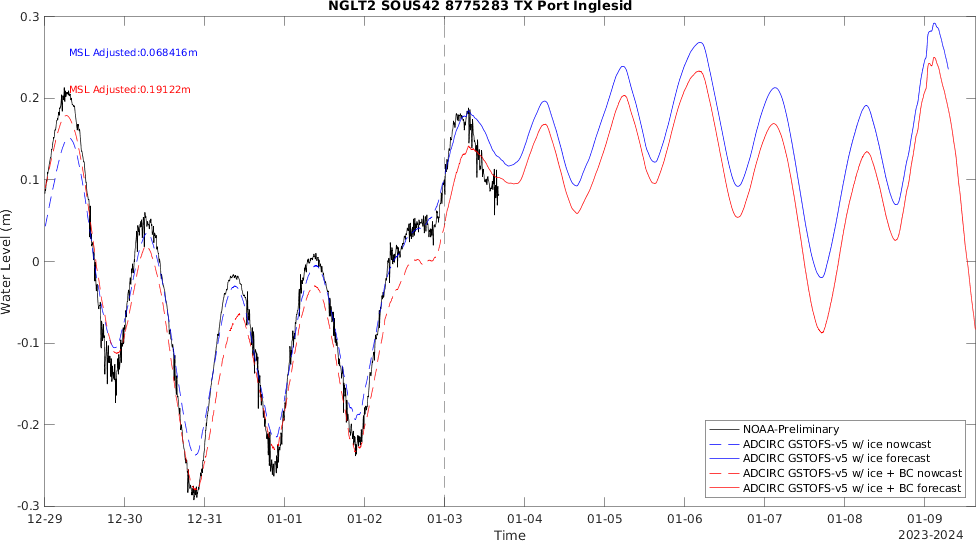 NGLT2 SOUS42 8775283 TX Port Inglesid
MSL Adjusted:0.068416m
MSL Adjusted:0.19122m
Water Level (m)
0.3
0.2
0.1
0
-0.1
-0.2
-0.3
NOAA-Preliminary
ADCIRC GSTOFS-v5 w/ ice nowcast
ADCIRC GSTOFS-v5 w/ ice forecast
ADCIRC GSTOFS-v5 w/ ice + BC nowcast
ADCIRC GSTOFS-v5 w/ ice + BC forecast
12-29 12-30 12-31 01-01 01-02 01-03 01-04 01-05 01-06 01-07 01-08 01-09
Time
2023-2024